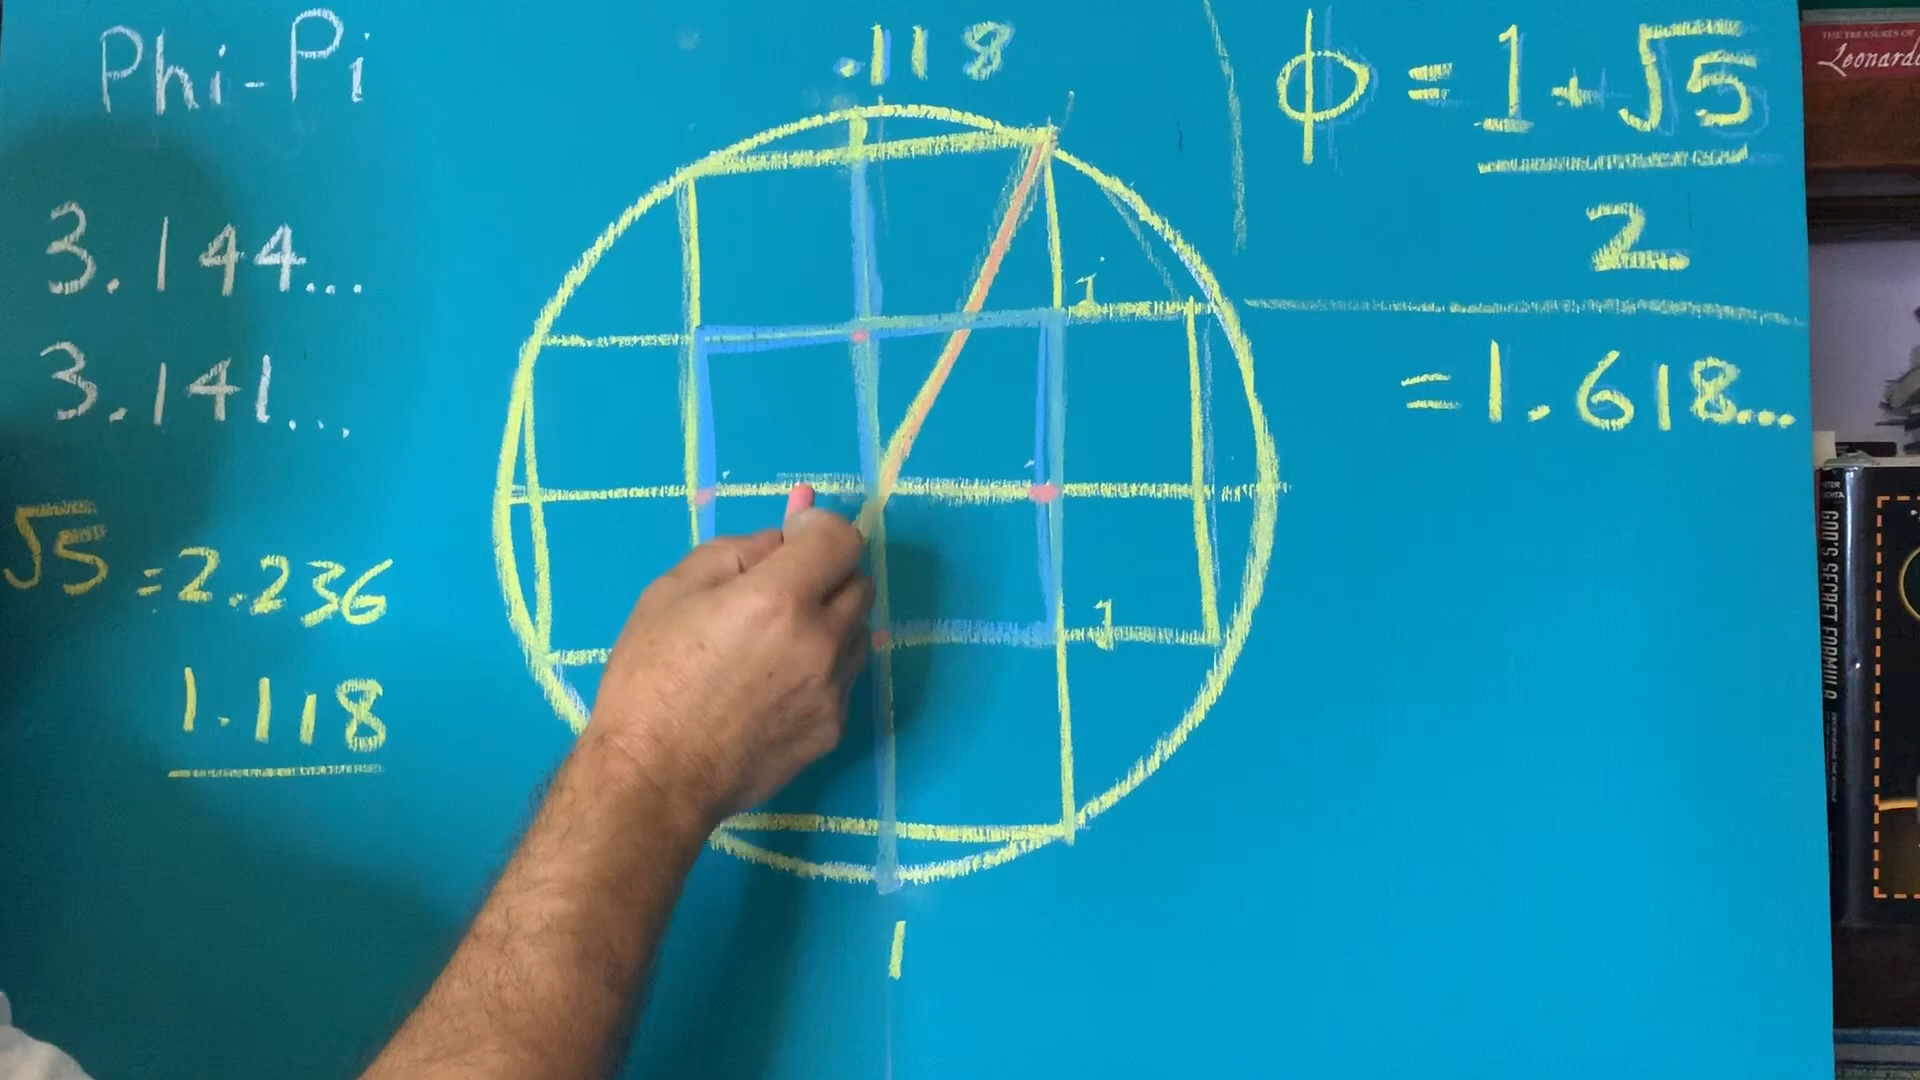 Phi-Pi
3.144...
3.141...
√5 = 2.236
1.118
.118
1
1
1
ϕ = 1+√5
2
= 1.618...
THE TREASURES OF
Leonardo
GOD'S SECRET FORMULA